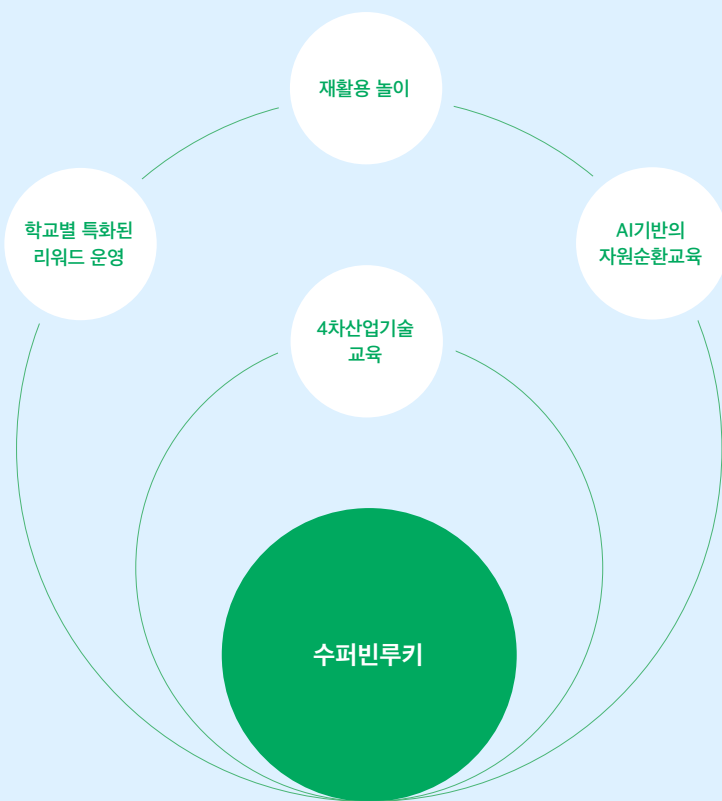 재활용 놀이
학교별 특화된
리워드 운영
AI기반의
자원순환교육
4차산업기술
교육
수퍼빈루키